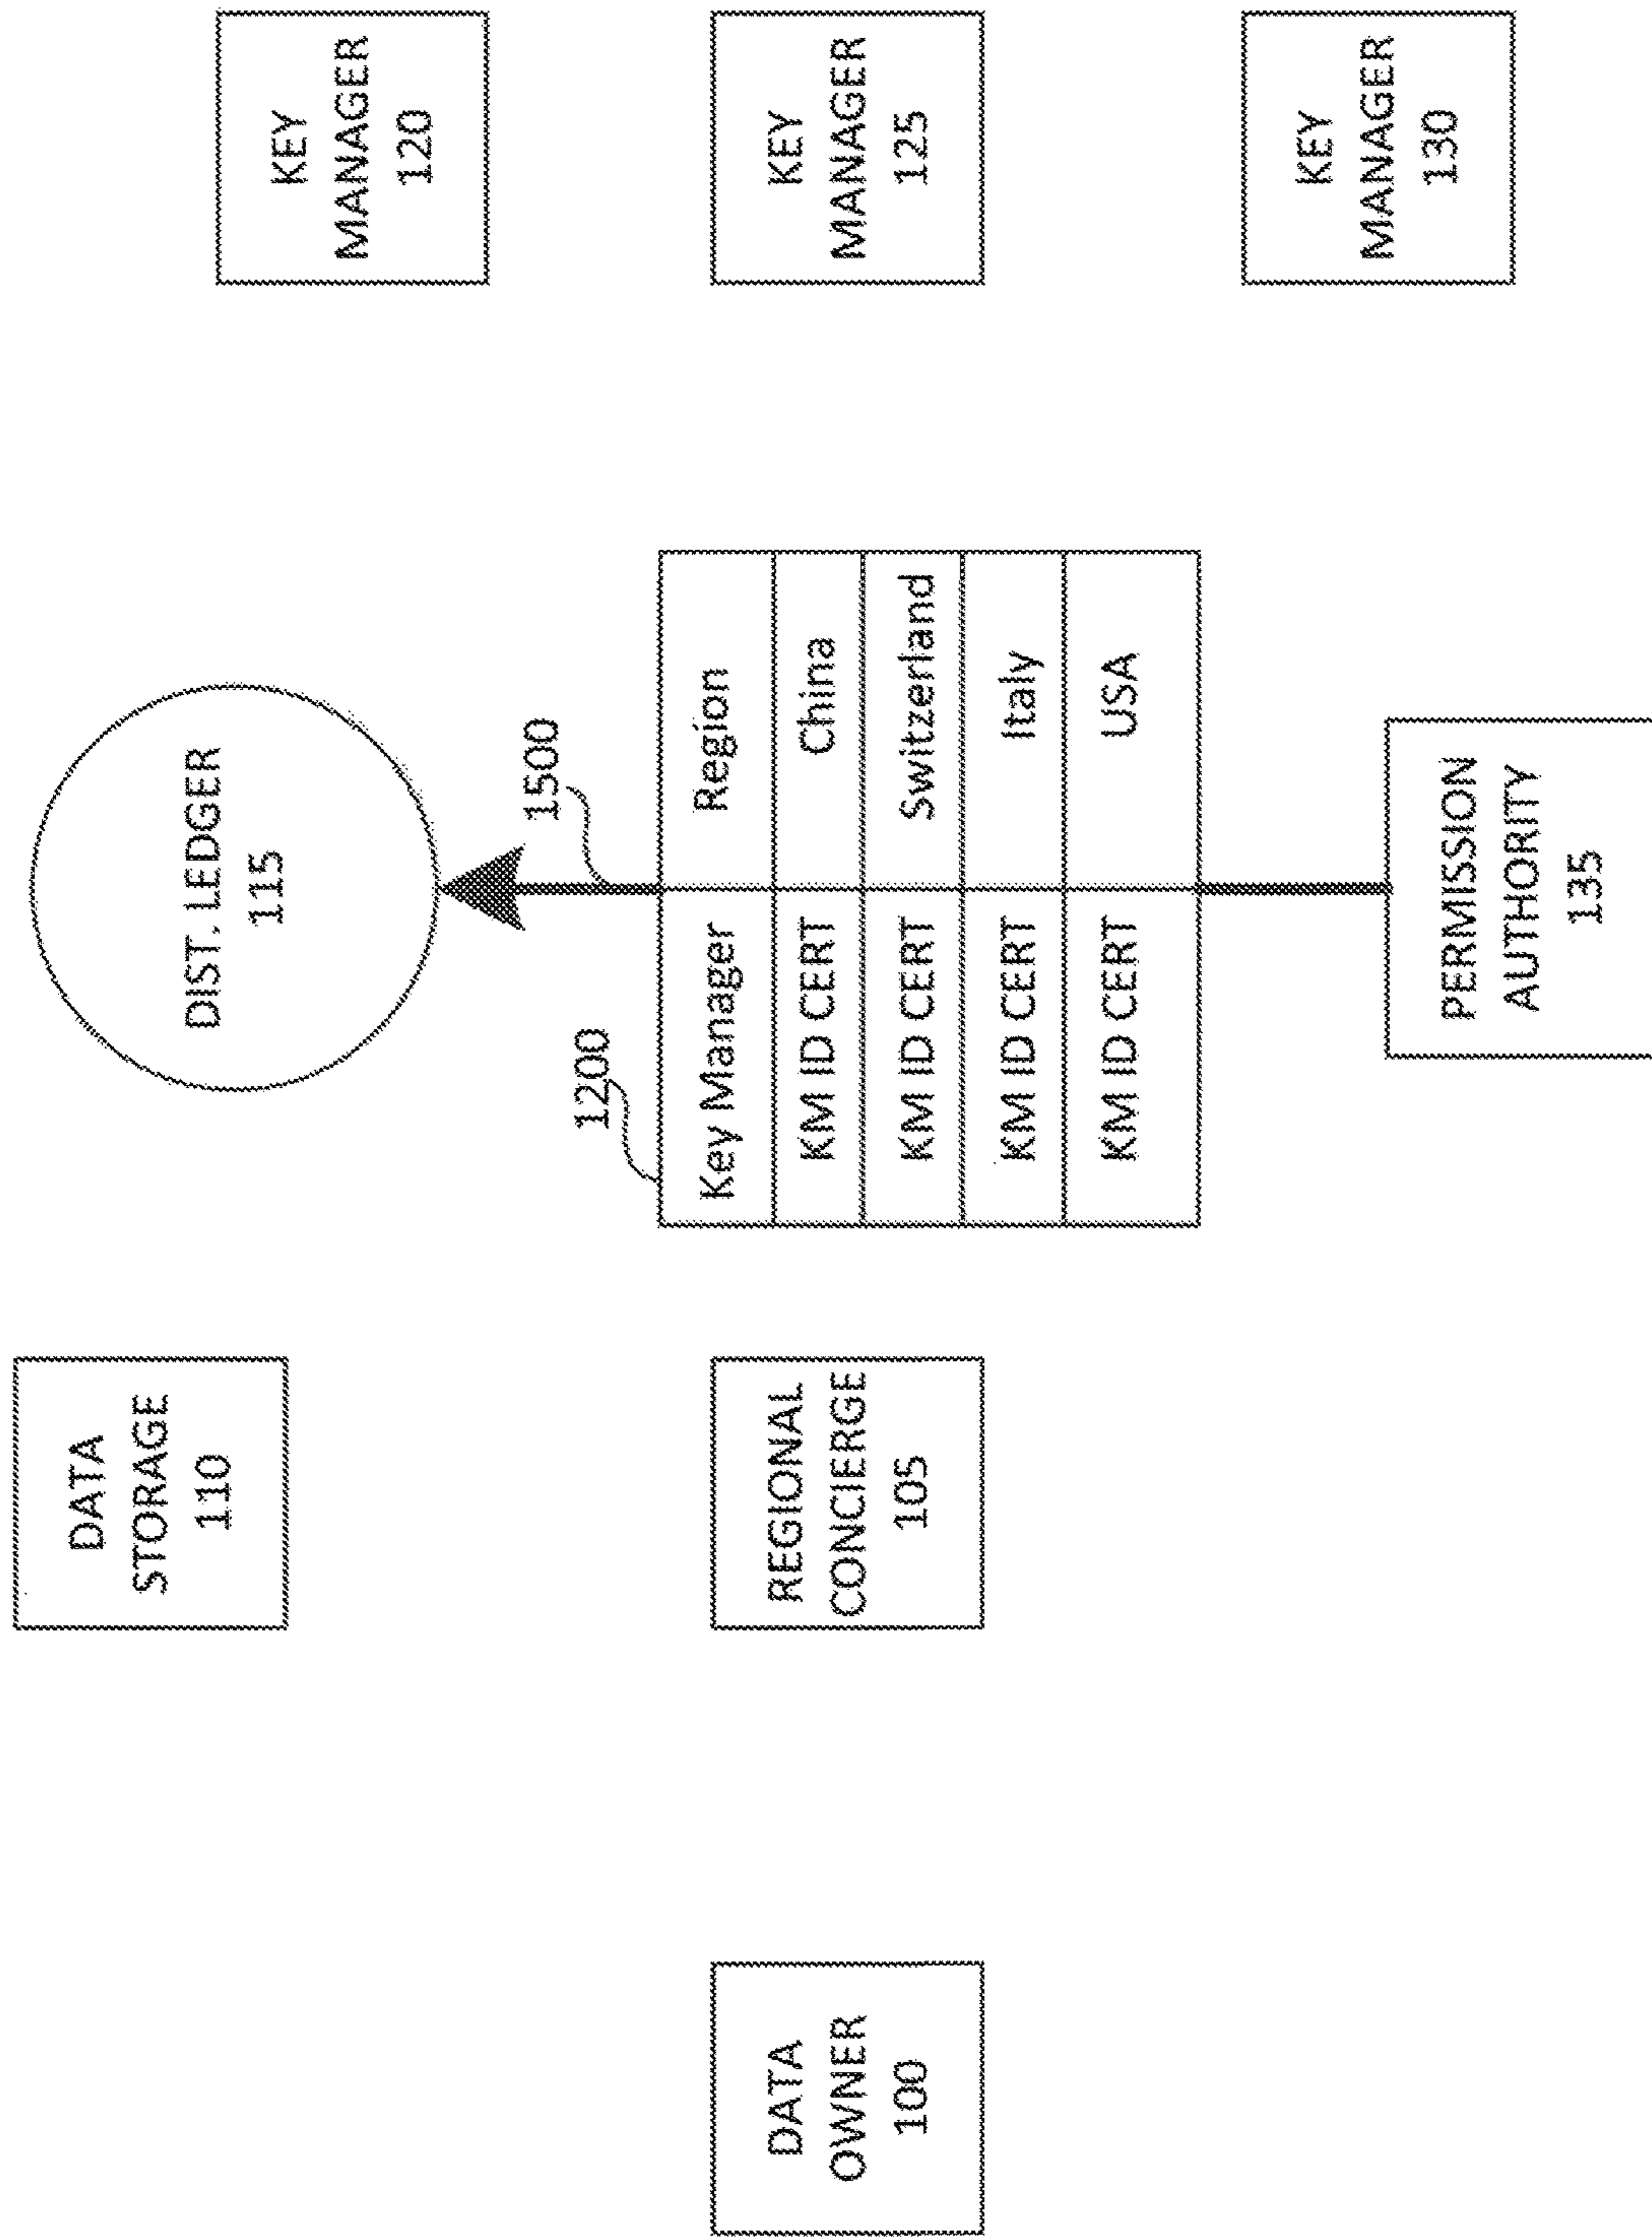 DATA
STORAGE
110
DIST. LEDGER
115
KEY
MANAGER
120
1500
1200
DATA
OWNER
100
REGIONAL
CONCIERGE
105
Key Manager Region
KM ID CERT China
KM ID CERT Switzerland
KM ID CERT Italy
KM ID CERT USA
KEY
MANAGER
125
KEY
MANAGER
130
PERMISSION
AUTHORITY
135